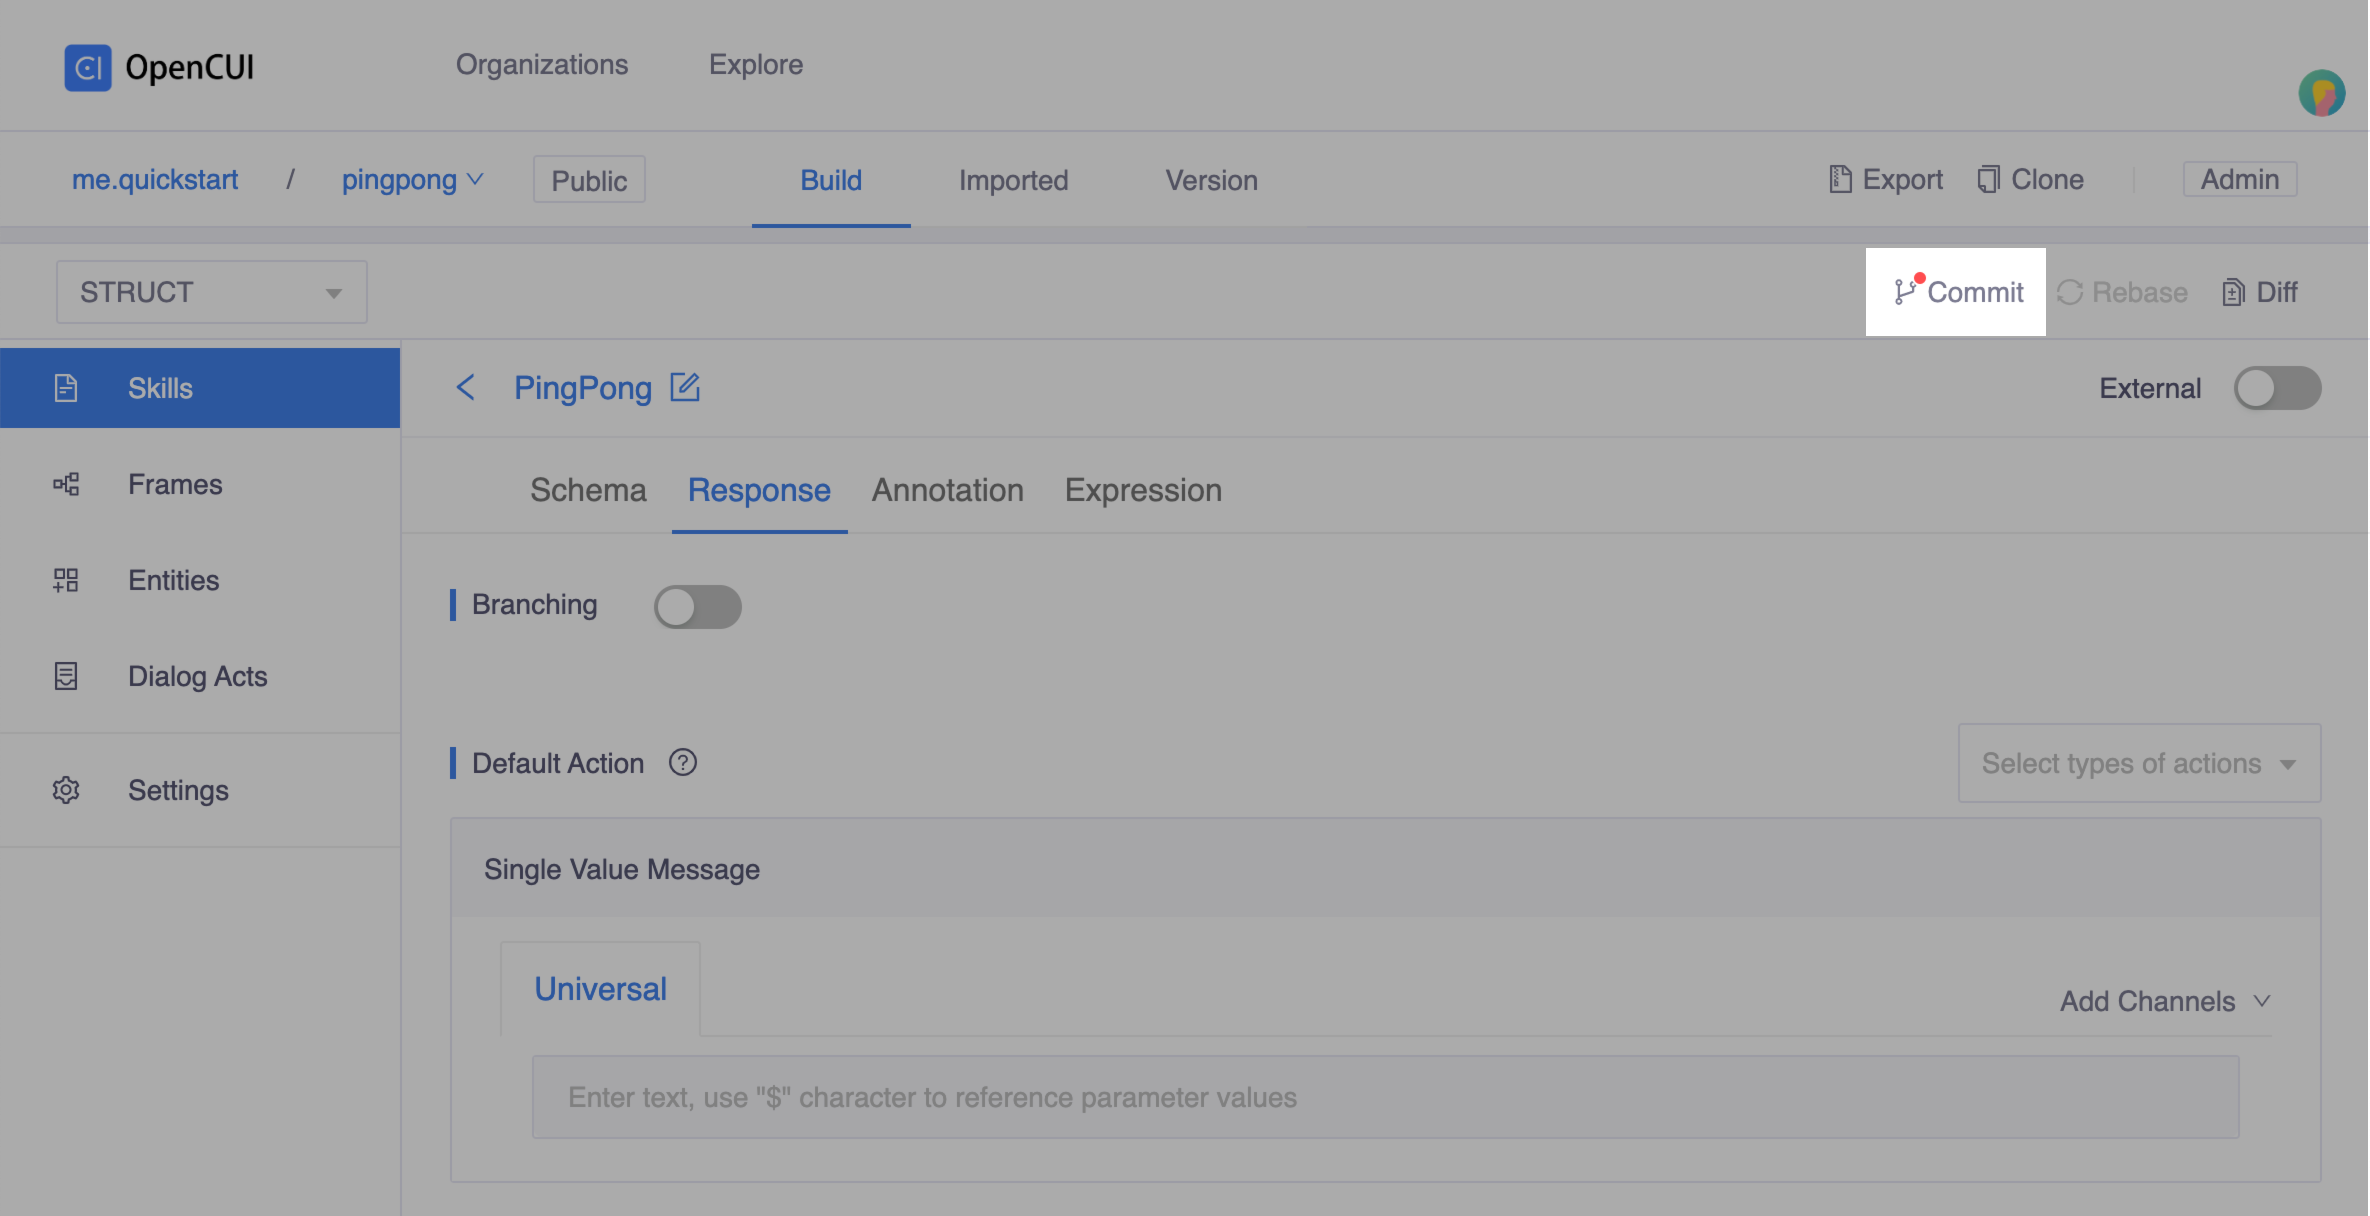 CI OpenCUI
Organizations
Explore
me.quickstart / pingpong
Public
Build
Imported
Version
Export
Clone
Admin
STRUCT
Commit
Rebase
Diff
Skills
Frames
Entities
Dialog Acts
Settings
PingPong
External
Schema
Response
Annotation
Expression
Branching
Default Action ?
Select types of actions
Single Value Message
Universal
Add Channels
Enter text, use "$" character to reference parameter values